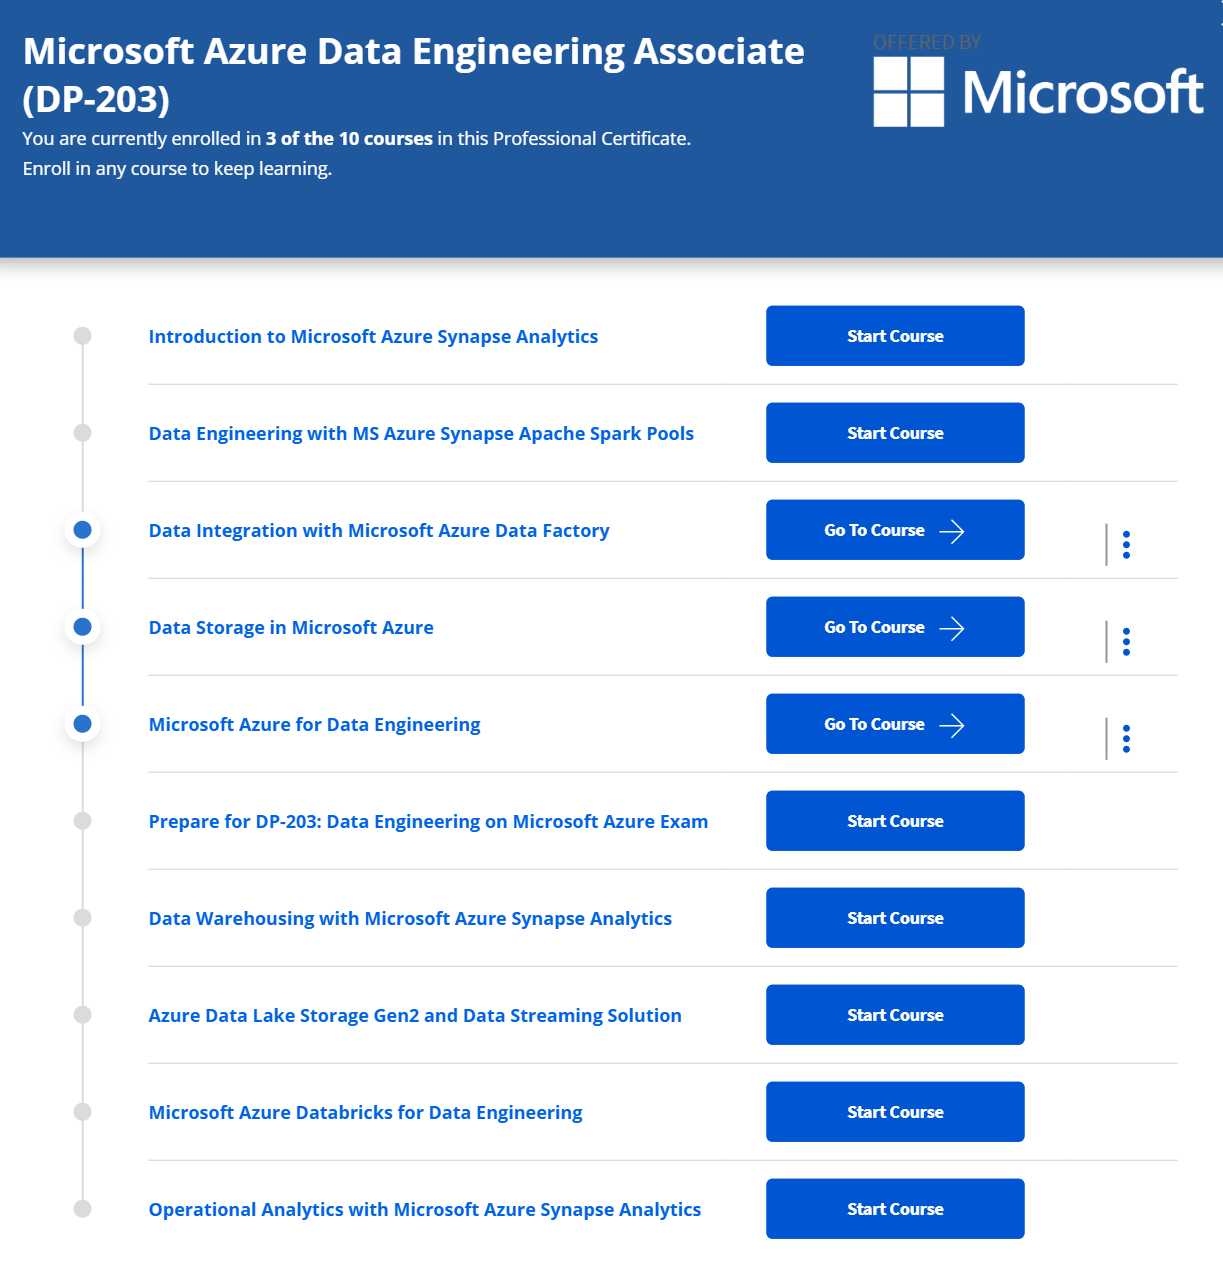 Microsoft Azure Data Engineering Associate
(DP-203)
You are currently enrolled in 3 of the 10 courses in this Professional Certificate.
Enroll in any course to keep learning.
OFFERED BY
Microsoft
Introduction to Microsoft Azure Synapse Analytics
Start Course
Data Engineering with MS Azure Synapse Apache Spark Pools
Start Course
Data Integration with Microsoft Azure Data Factory
Go To Course
Data Storage in Microsoft Azure
Go To Course
Microsoft Azure for Data Engineering
Go To Course
Prepare for DP-203: Data Engineering on Microsoft Azure Exam
Start Course
Data Warehousing with Microsoft Azure Synapse Analytics
Start Course
Azure Data Lake Storage Gen2 and Data Streaming Solution
Start Course
Microsoft Azure Databricks for Data Engineering
Start Course
Operational Analytics with Microsoft Azure Synapse Analytics
Start Course